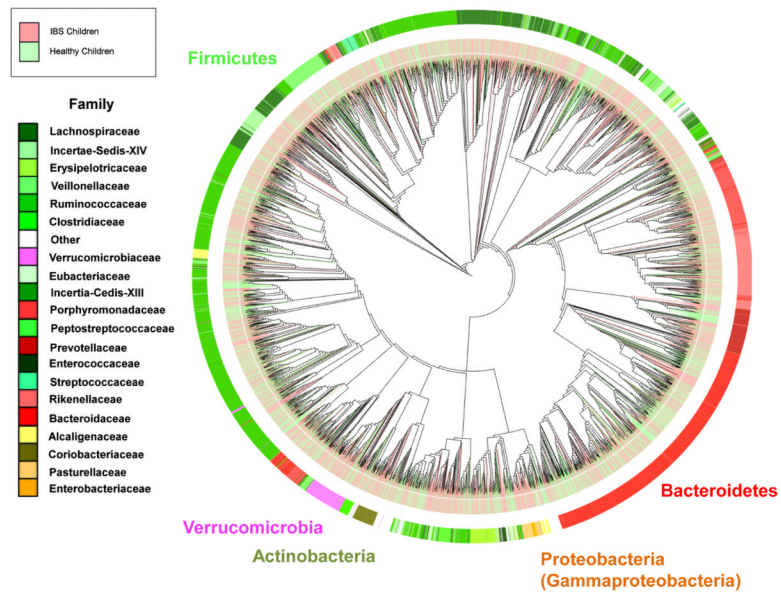 IBS Children
Healthy Children
Firmicutes
Family
Lachnospiraceae
Incertae-Sedis-XIV
Erysipelotricaceae
Veillonellaceae
Ruminococcaceae
Clostridiaceae
Other
Verrucomicrobiaceae
Eubacteriaceae
Incertia-Cedis-XIII
Porphyromonadaceae
Peptostreptococcaceae
Prevotellaceae
Enterococcaceae
Streptococcaceae
Rikenellaceae
Bacteroidaceae
Alcaligenaceae
Coriobacteriaceae
Pasturellaceae
Enterobacteriaceae
Bacteroidetes
Verrucomicrobia
Actinobacteria
Proteobacteria
(Gammaproteobacteria)